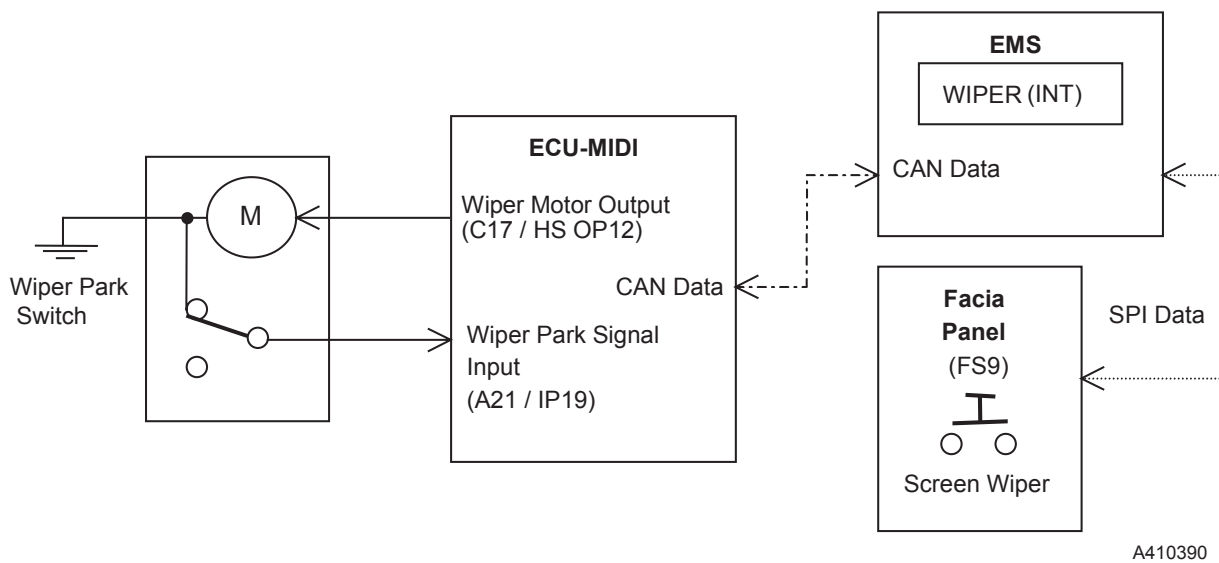 EMS
WIPER (INT)
CAN Data
ECU-MIDI
Wiper Motor Output
(C17 / HS OP12)
CAN Data
Wiper Park Signal
Input
(A21 / IP19)
M
Wiper Park
Switch
Facia
Panel
(FS9)
Screen Wiper
SPI Data
A410390